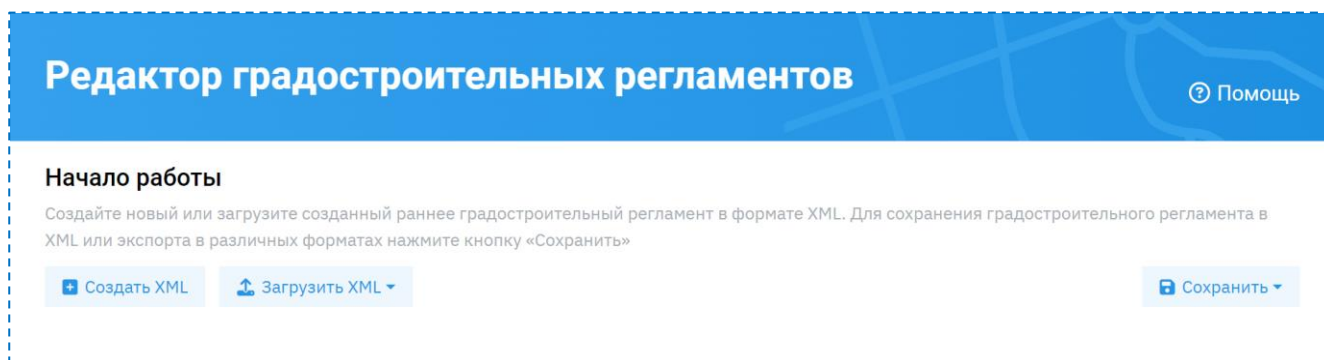 Редактор градостроительных регламентов
Помощь
Начало работы
Создайте новый или загрузите созданный раннее градостроительный регламент в формате XML. Для сохранения градостроительного регламента в
XML или экспорта в различных форматах нажмите кнопку «Сохранить»
Создать XML
Загрузить XML
Сохранить